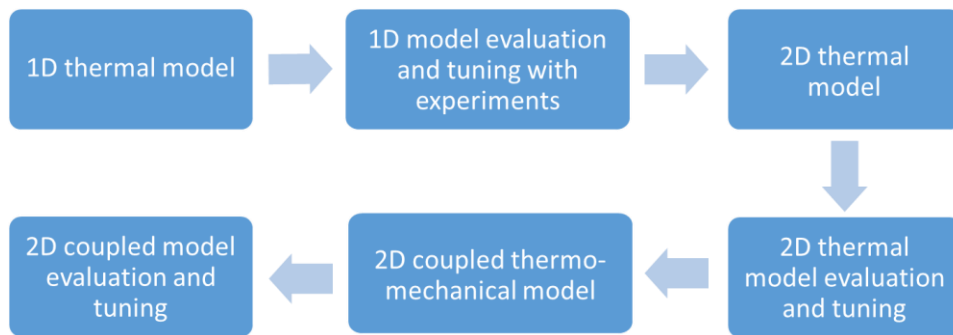 1D thermal model
1D model evaluation
and tuning with
experiments
2D thermal
model
2D thermal
model evaluation
and tuning
2D coupled thermo-
mechanical model
2D coupled model
evaluation and
tuning